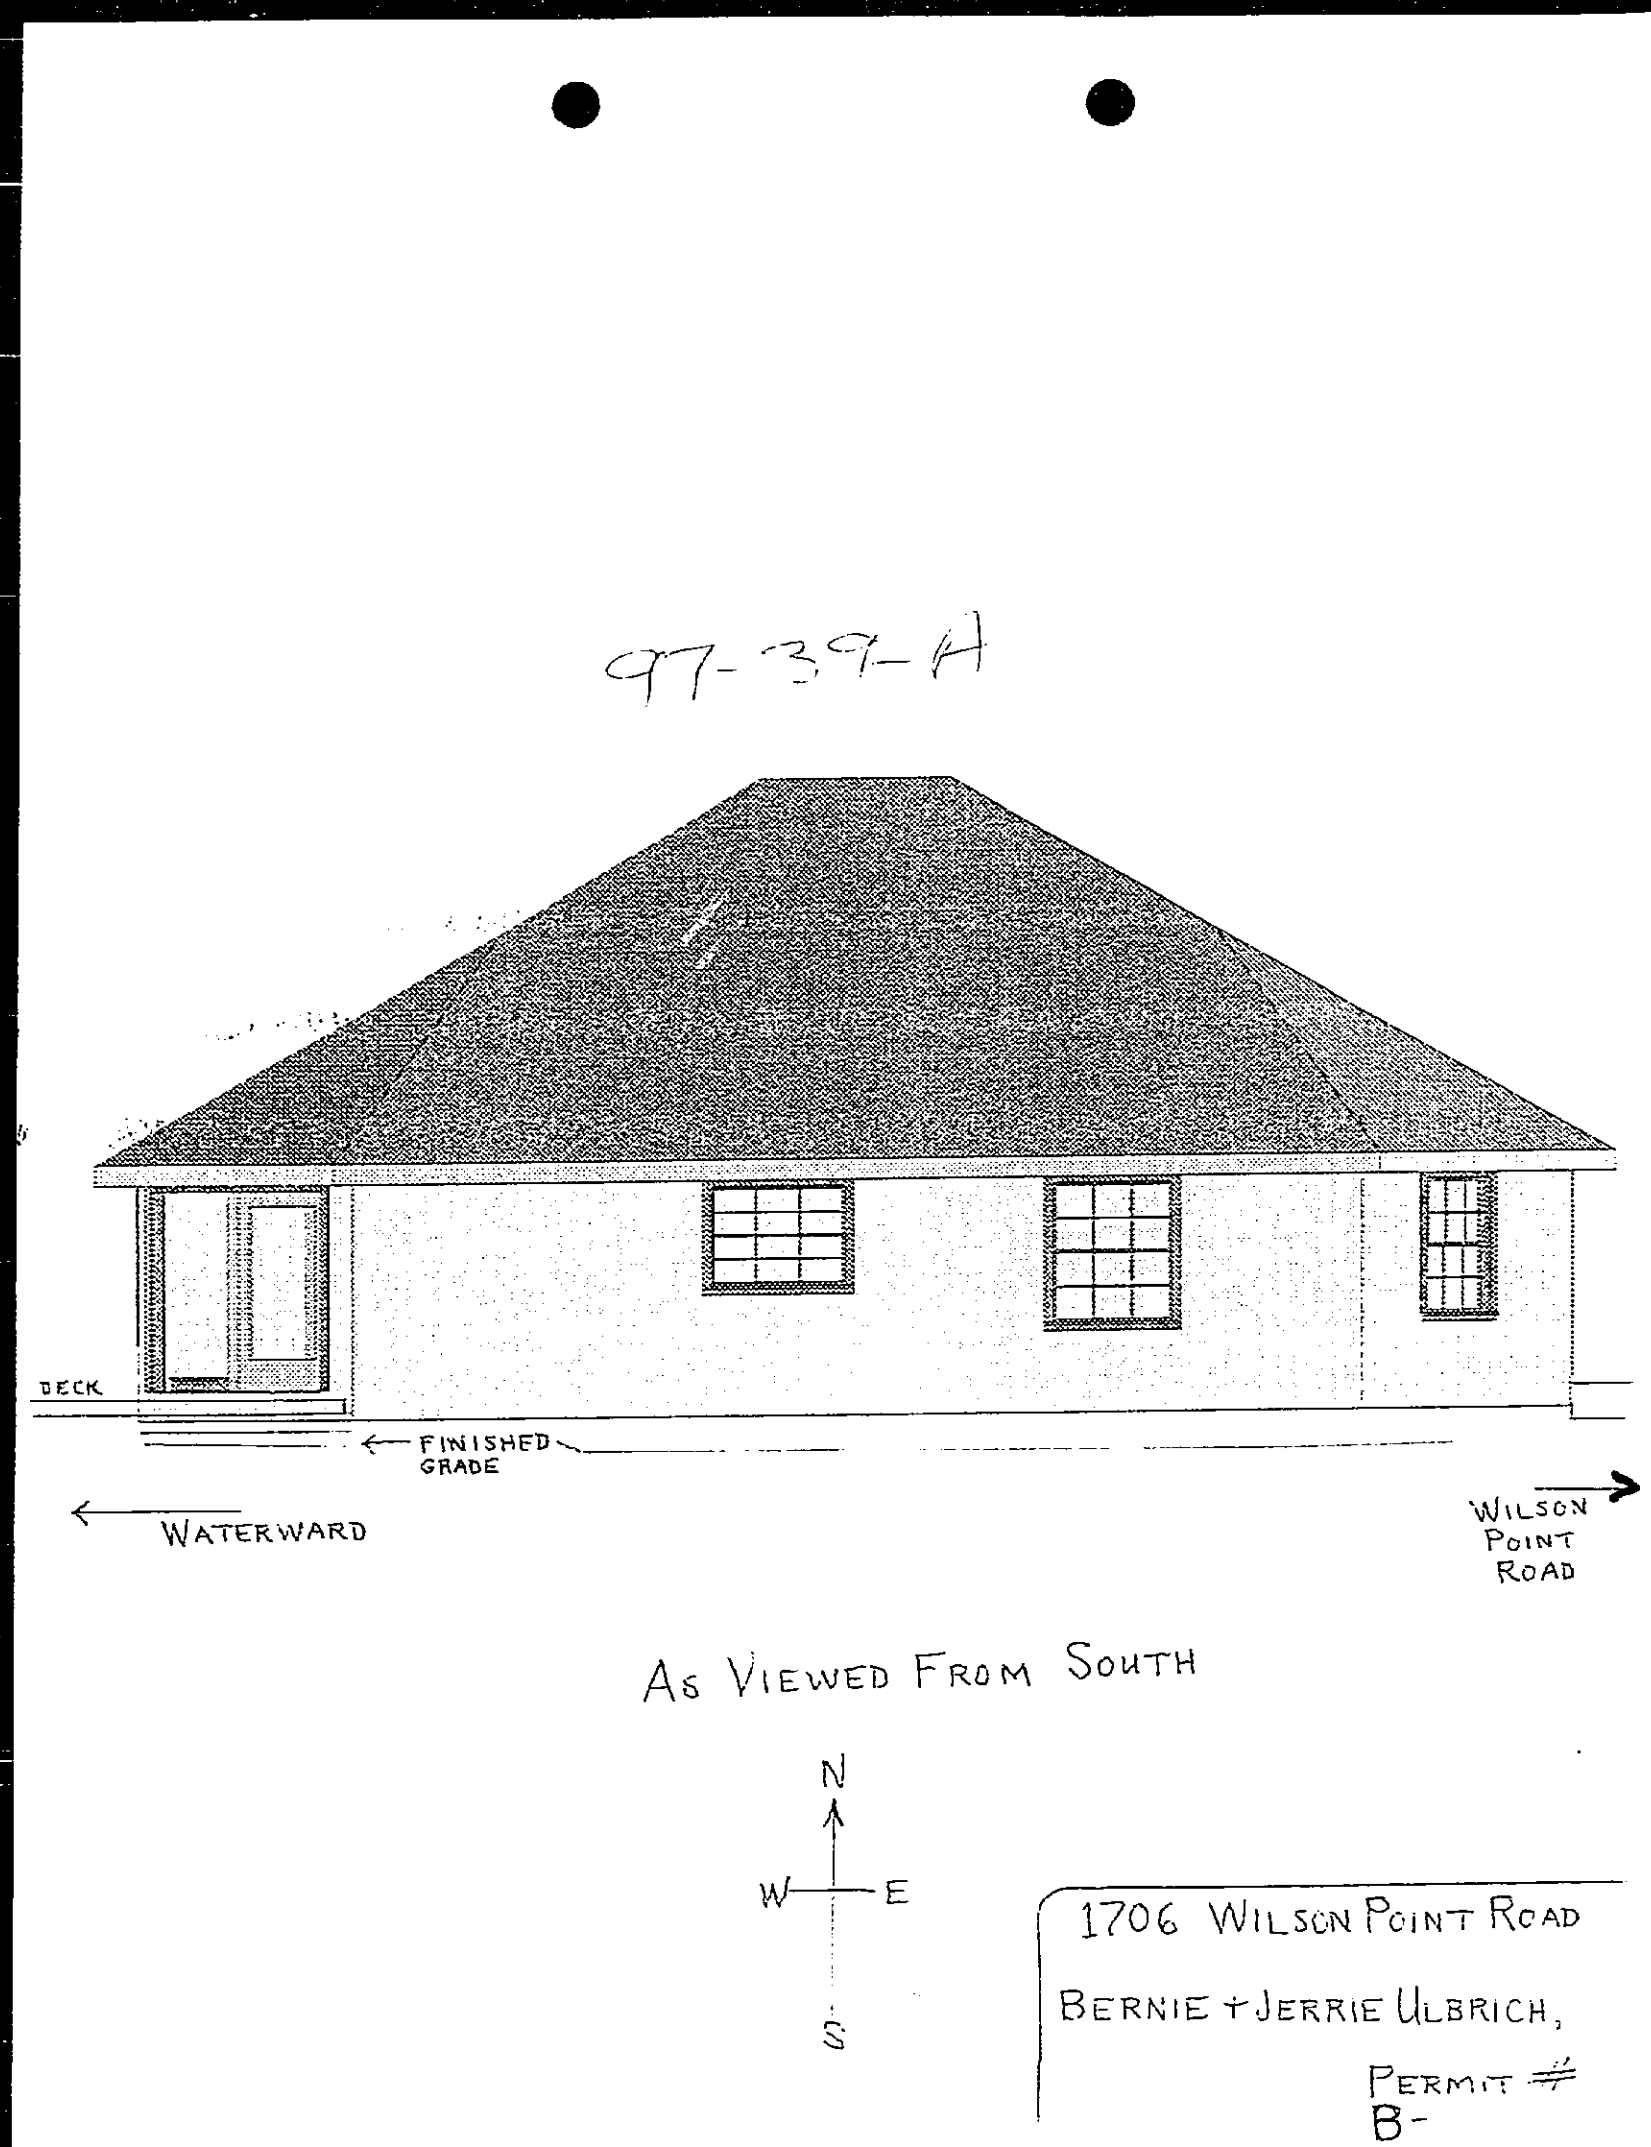 97-39-A
DECK
FINISHED
GRADE
WATERWARD
WILSON
POINT
ROAD
AS VIEWED FROM SOUTH
N
W E
S
1706 WILSON POINT ROAD
BERNIE + JERRIE ULBRICH,
PERMIT #
B-